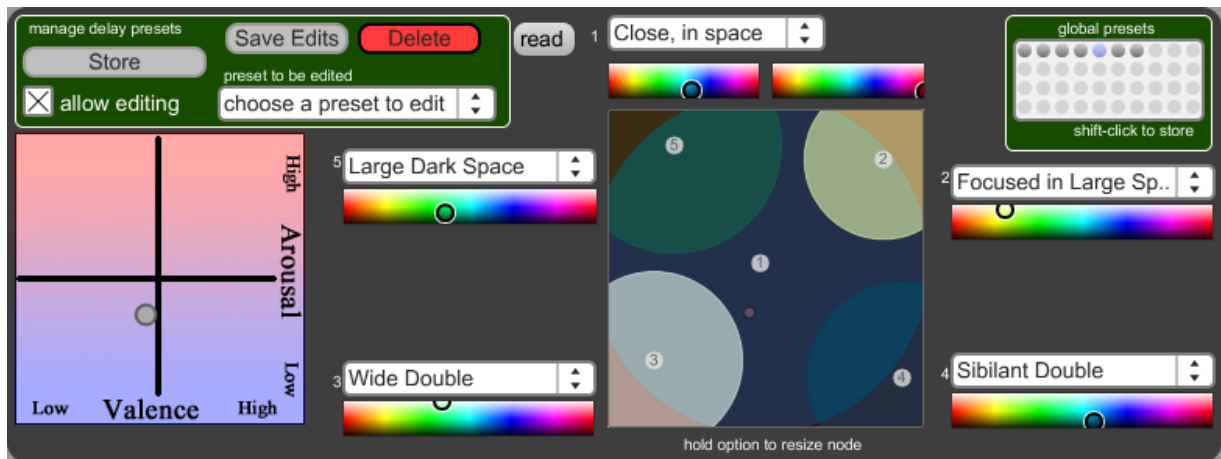 manage delay presets
Store
Save Edits
Delete
read
allow editing
preset to be edited
choose a preset to edit
1
Close, in space
global presets
shift-click to store
High
Arousal
Low
Low Valence High
5
Large Dark Space
3
Wide Double
5
2
1
3
4
hold option to resize node
2
Focused in Large Sp..
4
Sibilant Double